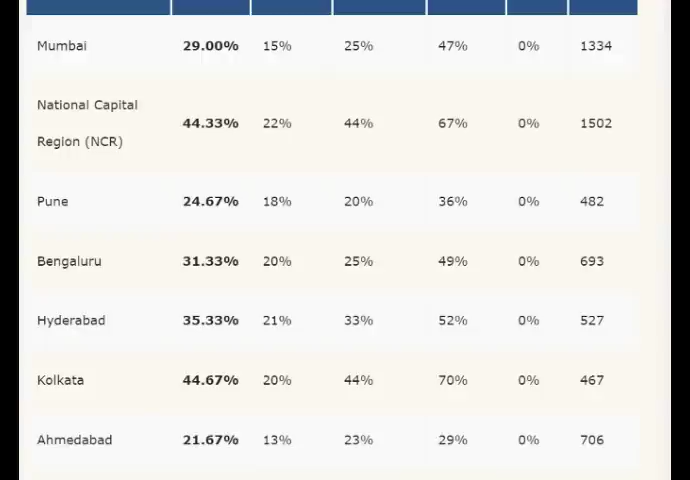 Mumbai 29.00% 15% 25% 47% 0% 1334
National Capital
Region (NCR) 44.33% 22% 44% 67% 0% 1502
Pune 24.67% 18% 20% 36% 0% 482
Bengaluru 31.33% 20% 25% 49% 0% 693
Hyderabad 35.33% 21% 33% 52% 0% 527
Kolkata 44.67% 20% 44% 70% 0% 467
Ahmedabad 21.67% 13% 23% 29% 0% 706